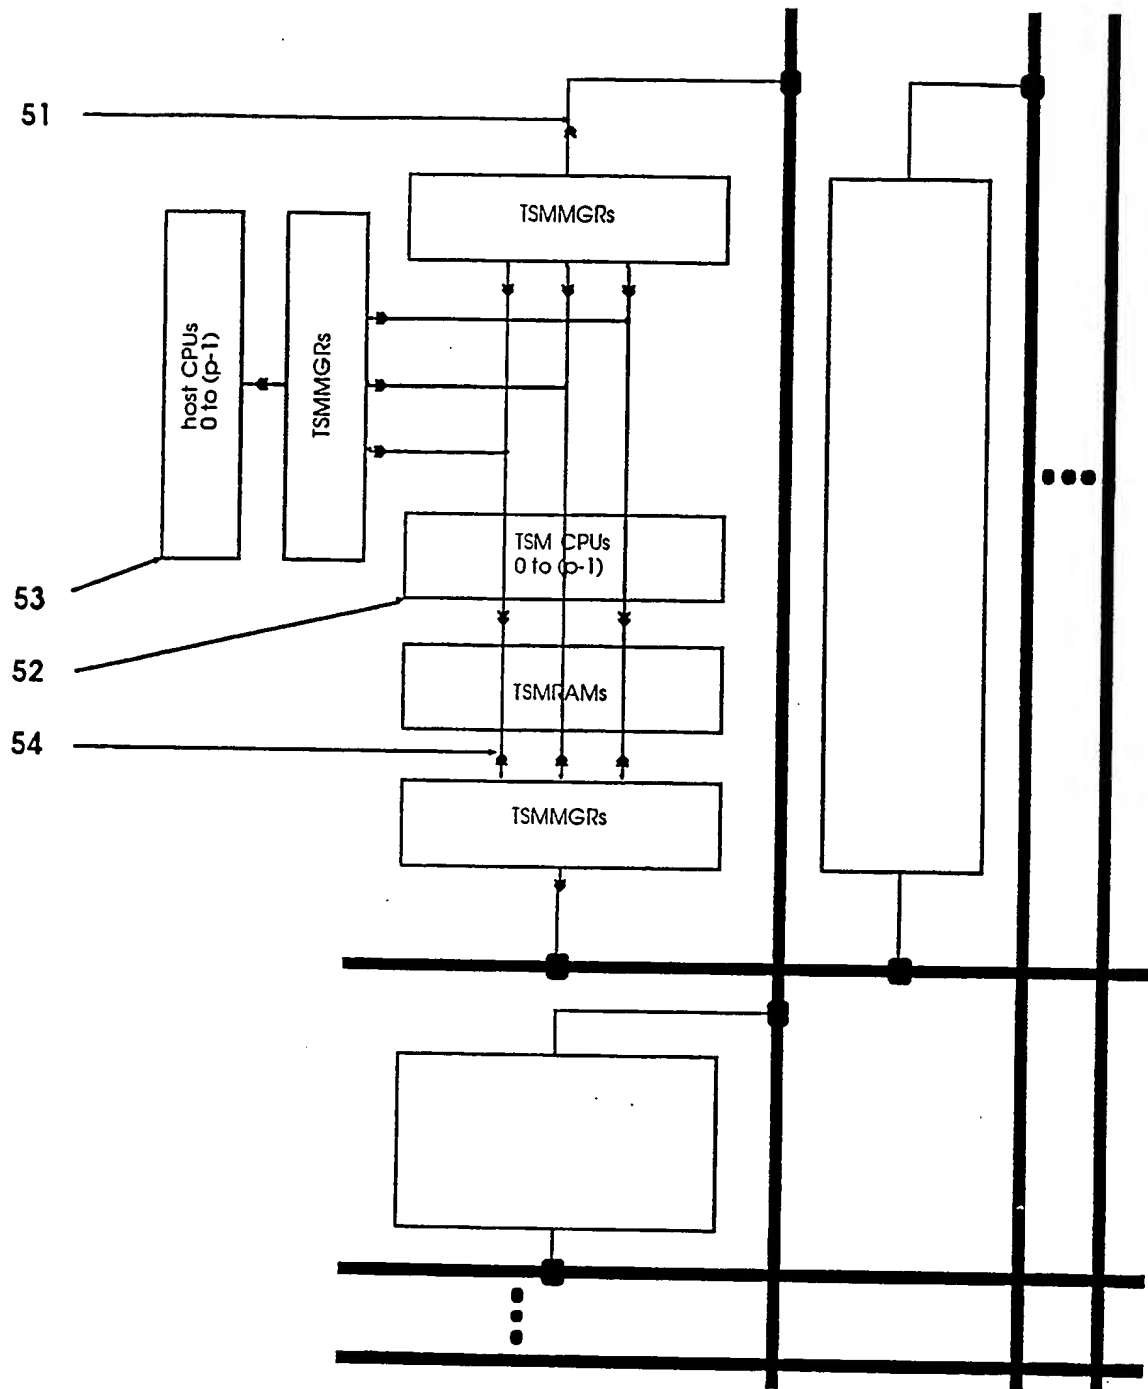 51
TSMMGRs
host CPUs
0 to (p-1)
TSMMGRs
TSM CPUs
0 to (p-1)
53
52
TSMRAMs
54
TSMMGRs